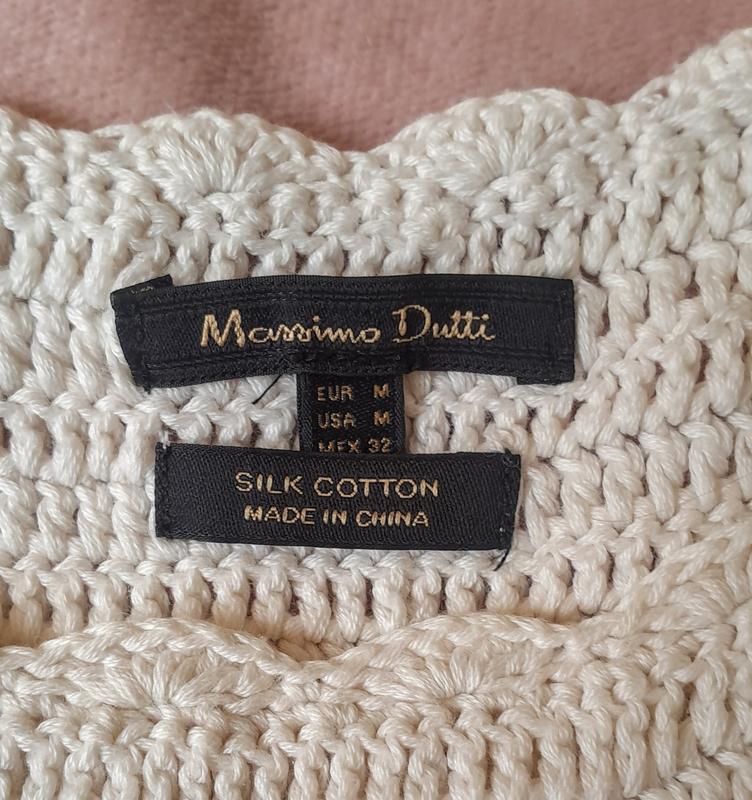 Massimo Dutti
EUR M
USA M
MEX 32
SILK COTTON
MADE IN CHINA